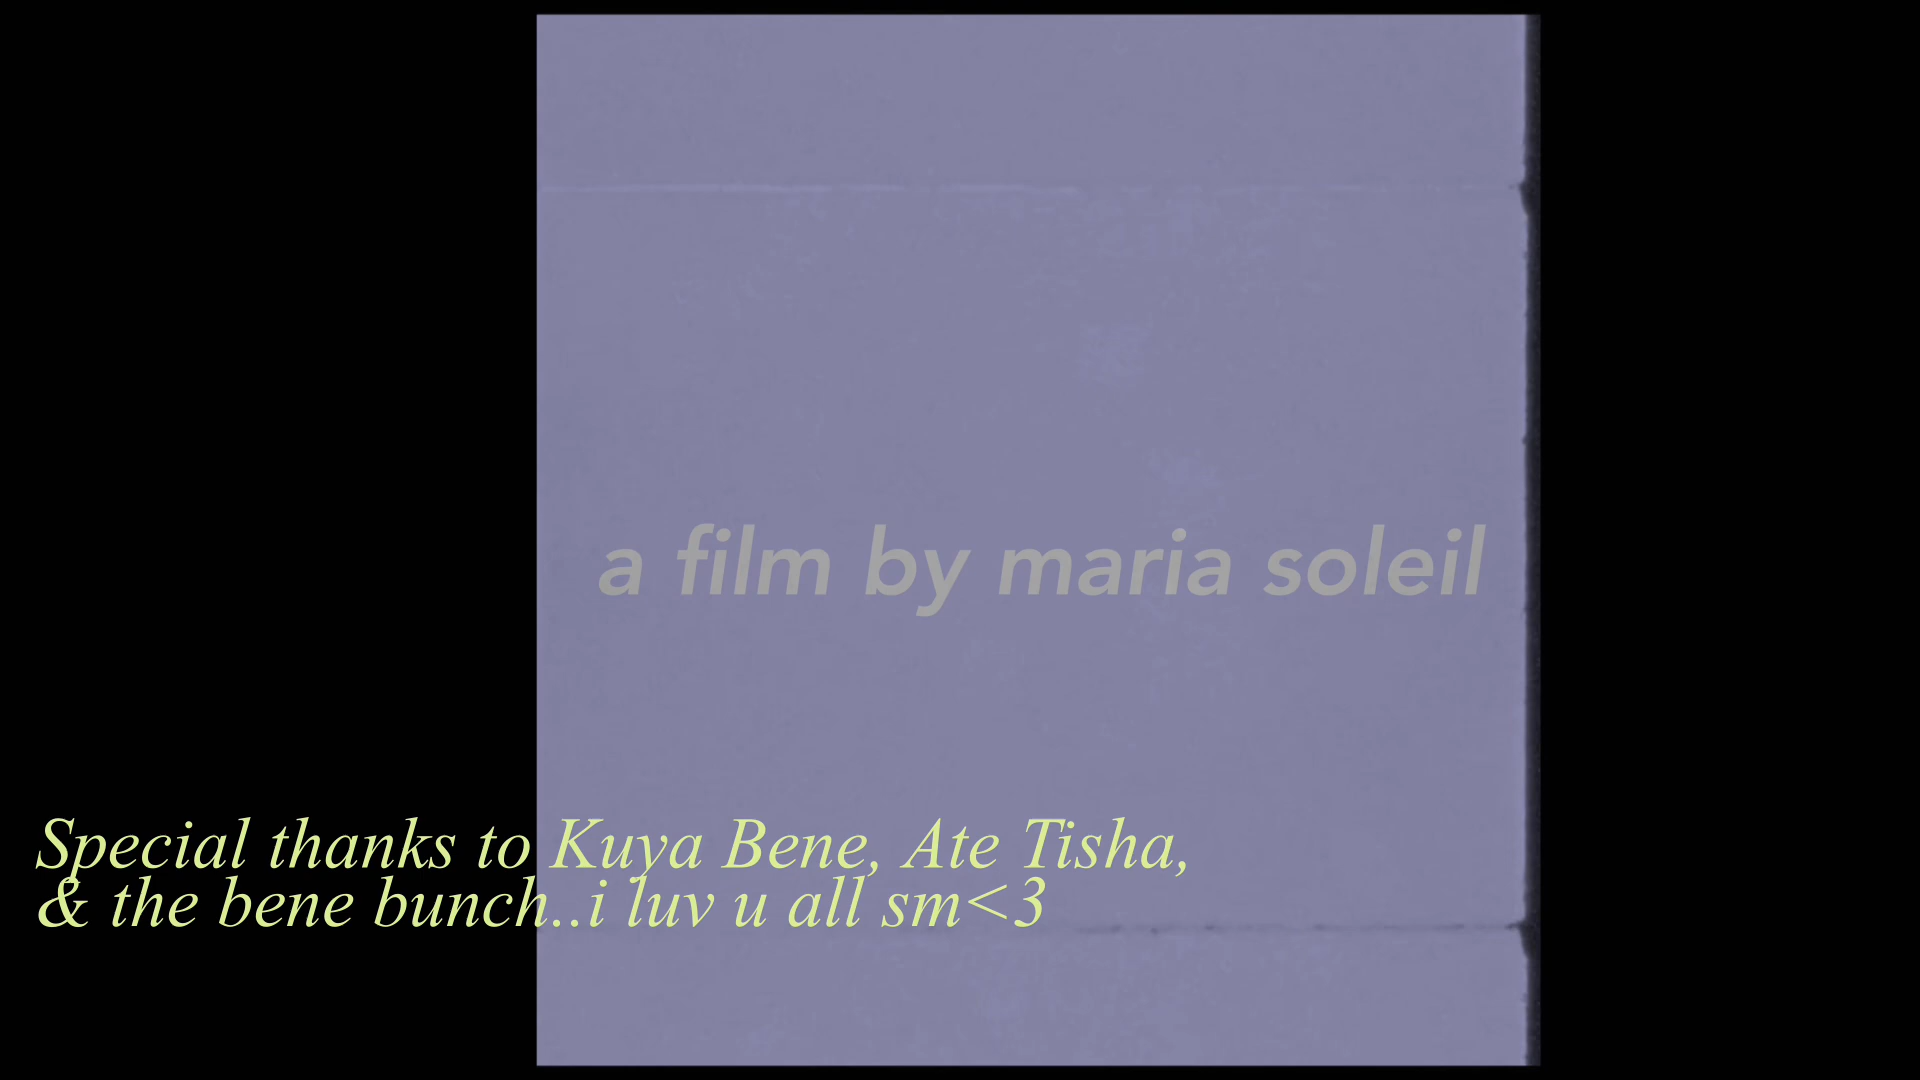 a film by maria soleil
Special thanks to Kuya Bene, Ate Tisha,
& the bene bunch..i luv u all sm<3